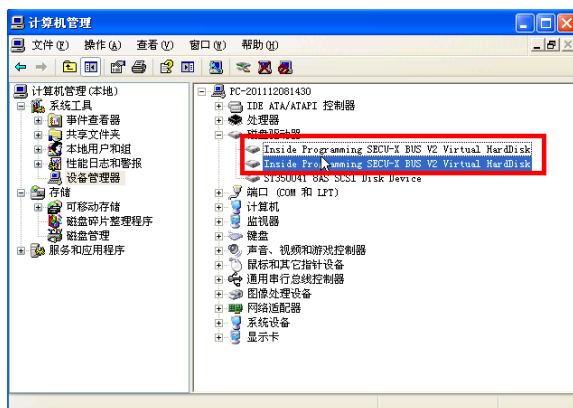 计算机管理
文件(F) 操作(A) 查看(V) 窗口(W) 帮助(H)
计算机管理(本地)
系统工具
事件查看器
共享文件夹
本地用户和组
性能日志和警报
设备管理器
存储
可移动存储
磁盘碎片整理程序
磁盘管理
服务和应用程序
PC-201112081430
IDE ATA/ATAPI 控制器
处理器
磁盘驱动器
Inside Programming SECU-X BUS V2 Virtual HardDisk
Inside Programming SECU-X BUS V2 Virtual HardDisk
ST350041 8AS SCSI Disk Device
端口 (COM 和 LPT)
计算机
监视器
键盘
声音、视频和游戏控制器
鼠标和其它指针设备
通用串行总线控制器
图像处理设备
网络适配器
系统设备
显示卡